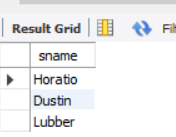 Result Grid
sname
Horatio
Dustin
Lubber